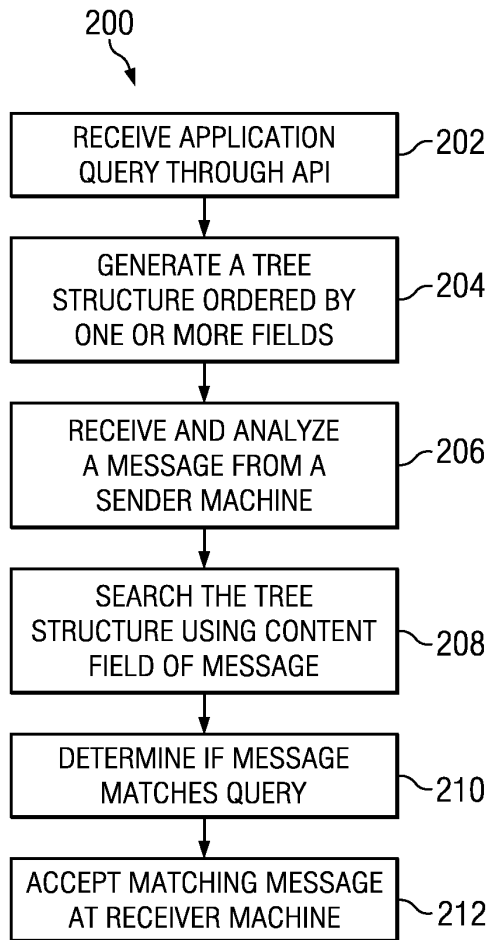 200
RECEIVE APPLICATION
QUERY THROUGH API
202
GENERATE A TREE
STRUCTURE ORDERED BY
ONE OR MORE FIELDS
204
RECEIVE AND ANALYZE
A MESSAGE FROM A
SENDER MACHINE
206
SEARCH THE TREE
STRUCTURE USING CONTENT
FIELD OF MESSAGE
208
DETERMINE IF MESSAGE
MATCHES QUERY
210
ACCEPT MATCHING MESSAGE
AT RECEIVER MACHINE
212